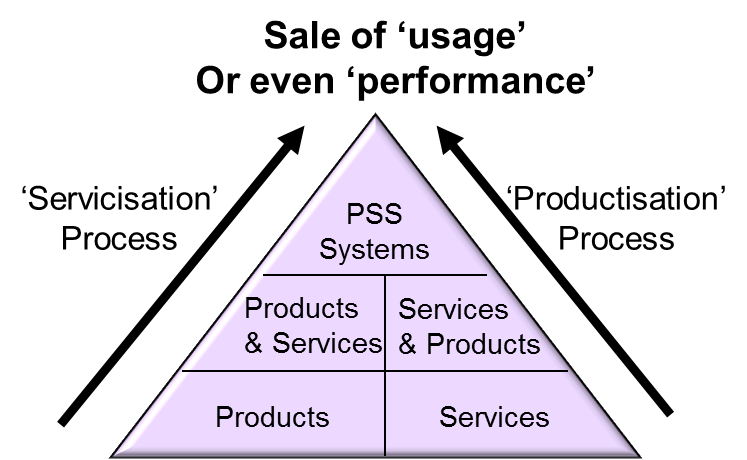 Sale of ‘usage’
Or even ‘performance’
‘Servicisation’
Process
‘Productisation’
Process
PSS
Systems
Products
& Services
Services
& Products
Products
Services